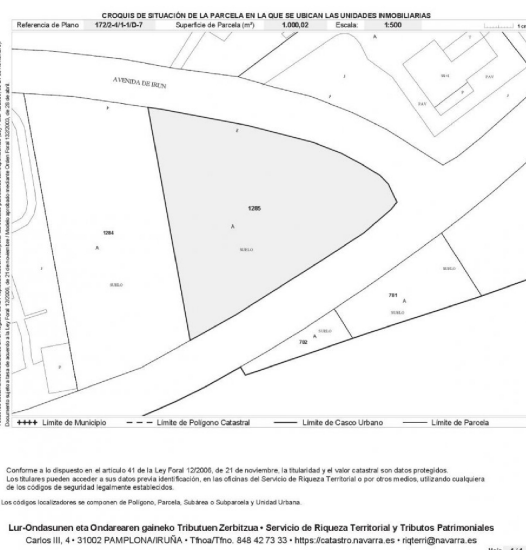 CROQUIS DE SITUACIÓN DE LA PARCELA EN LA QUE SE UBICAN LAS UNIDADES INMOBILIARIAS
Referencia de Plano 172/2-4/1-1/D-7 Superficie de Parcela (m²) 1.000,02 Escala: 1:500
AVENIDA DE IRUN
A
J
P
P
1284
A
SUELO
1285
A
SUELO
SUELO
781
A
SUELO
782
A
SUELO
Límite de Municipio Límite de Polígono Catastral Límite de Casco Urbano Límite de Parcela
Conforme a lo dispuesto en el artículo 41 de la Ley Foral 12/2006, de 21 de noviembre, la titularidad y el valor catastral son datos protegidos.
Los titulares pueden acceder a sus datos previa identificación, en las oficinas del Servicio de Riqueza Territorial o por otros medios, utilizando cualquiera
de los códigos de seguridad legalmente establecidos.
Los códigos localizadores se componen de Polígono, Parcela, Subárea o Subparcela y Unidad Urbana.
Lur-Ondasunen eta Ondarearen gaineko Tributuen Zerbitzua • Servicio de Riqueza Territorial y Tributos Patrimoniales
Carlos III, 4 • 31002 PAMPLONA/IRUÑA • Tfnoa/Tfno. 848 42 73 33 • https://catastro.navarra.es • riqterri@navarra.es